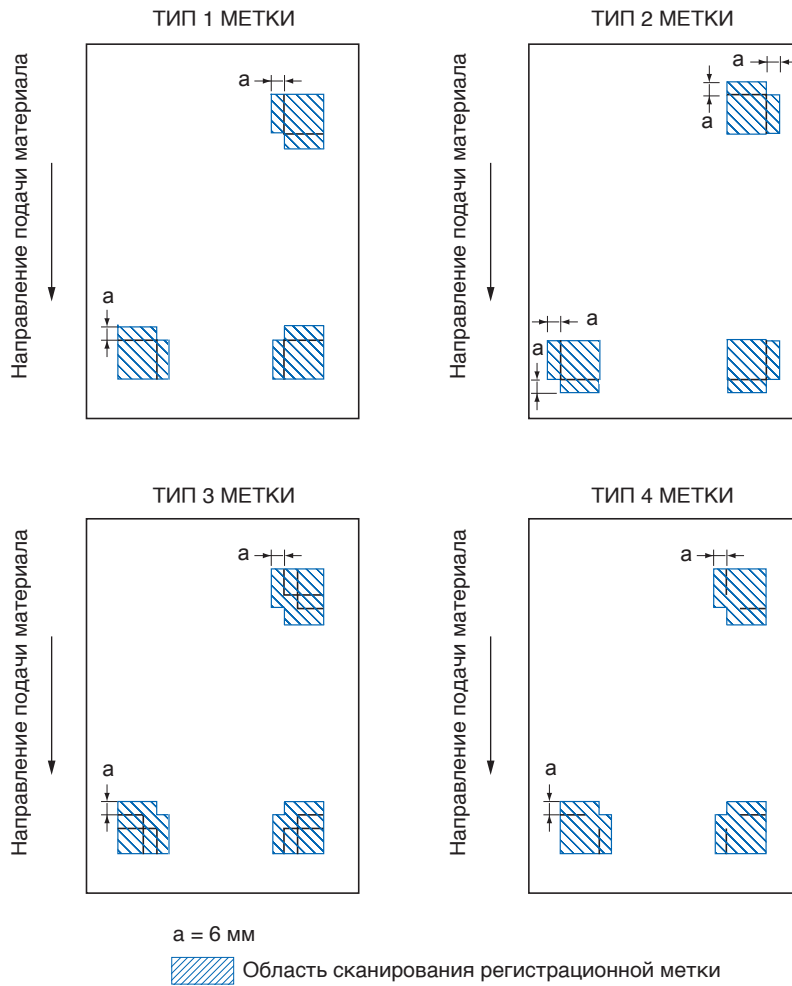 ТИП 1 МЕТКИ
a
a
Направление подачи материала
ТИП 2 МЕТКИ
a
a
a
a
Направление подачи материала
ТИП 3 МЕТКИ
a
a
Направление подачи материала
ТИП 4 МЕТКИ
a
a
Направление подачи материала
a = 6 мм
Область сканирования регистрационной метки